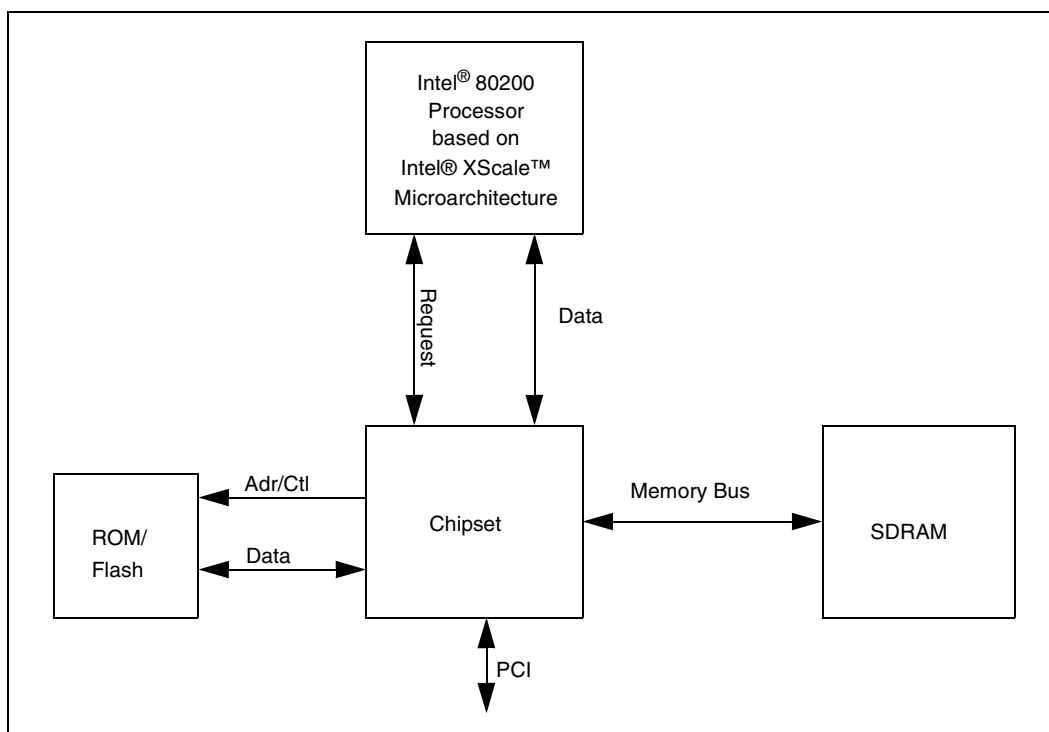 Intel® 80200
Processor
based on
Intel® XScale™
Microarchitecture
Request
Data
Adr/Ctl
Memory Bus
ROM/
Flash
Data
Chipset
SDRAM
PCI